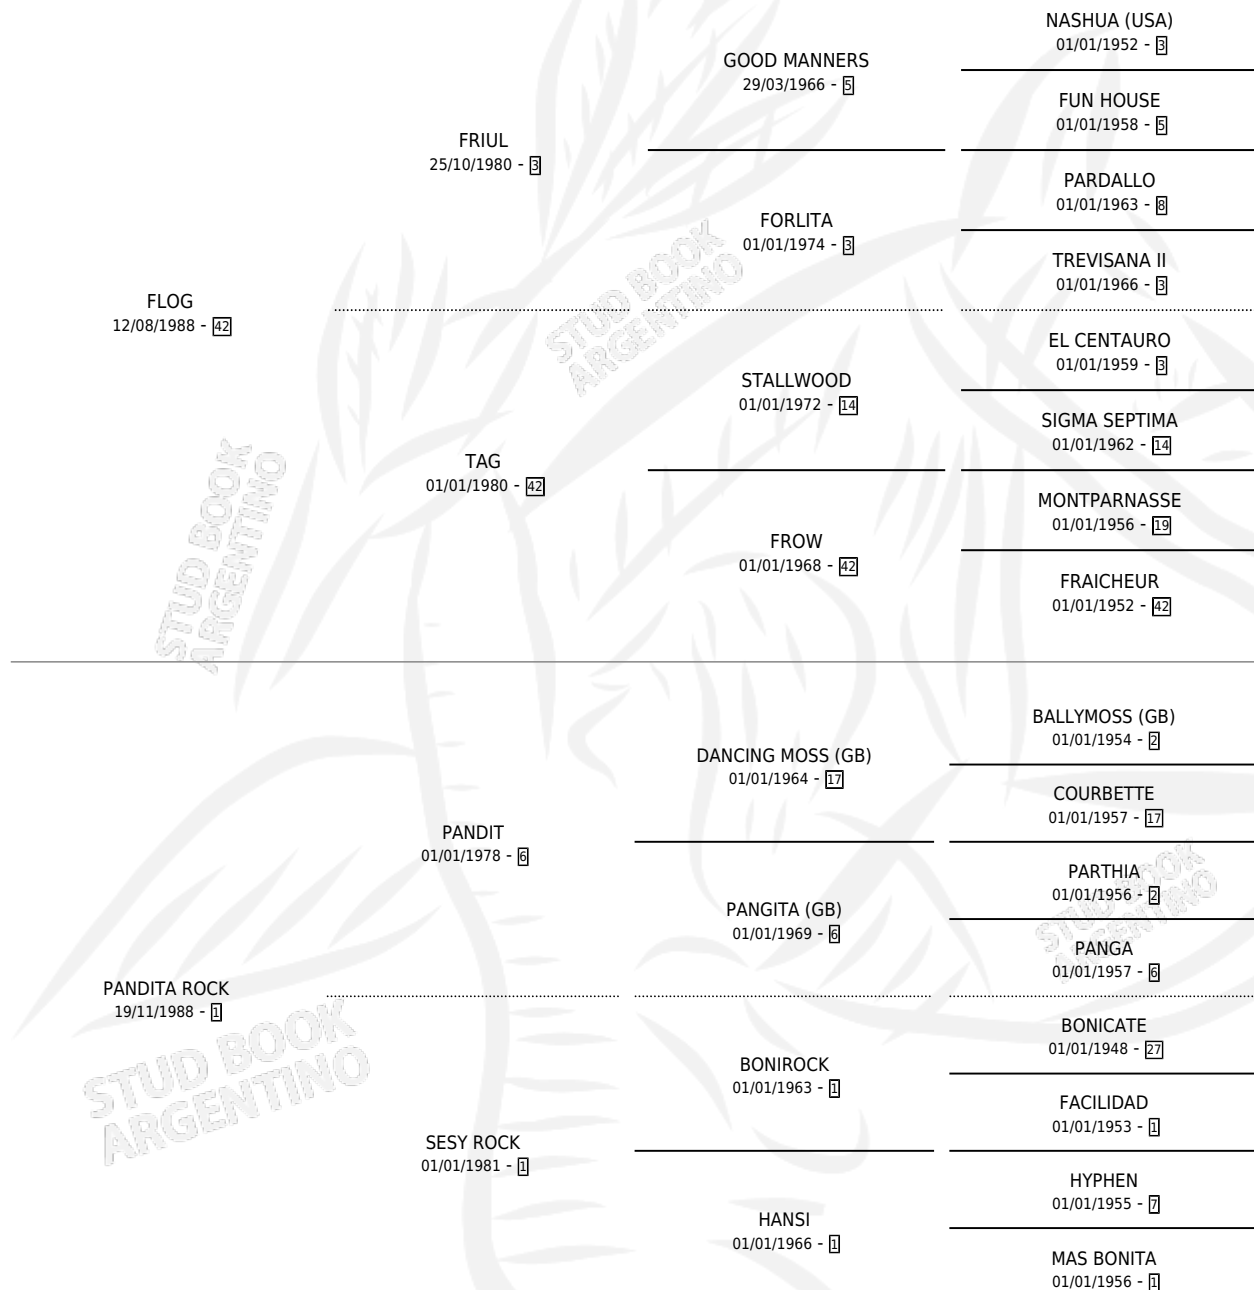 NASHUA (USA)
01/01/1952 - 3
GOOD MANNERS
29/03/1966 - 5
FUN HOUSE
01/01/1958 - 5
FRIUL
25/10/1980 - 3
PARDALLO
01/01/1963 - 8
FORLITA
01/01/1974 - 3
TREVISANA II
01/01/1966 - 3
FLOG
12/08/1988 - 42
STUD BOOK
ARGENTINO
EL CENTAURO
01/01/1959 - 3
STALLWOOD
01/01/1972 - 14
SIGMA SEPTIMA
01/01/1962 - 14
TAG
01/01/1980 - 42
MONTPARNASSE
01/01/1956 - 19
FROW
01/01/1968 - 42
FRAICHEUR
01/01/1952 - 42
STUD BOOK
ARGENTINO
BALLYMOSS (GB)
01/01/1954 - 2
DANCING MOSS (GB)
01/01/1964 - 17
COURBETTE
01/01/1957 - 17
PANDIT
01/01/1978 - 6
PARTHIA
01/01/1956 - 2
PANGITA (GB)
01/01/1969 - 6
PANGA
01/01/1957 - 6
STUD BOOK
ARGENTINO
PANDITA ROCK
19/11/1988 - 1
BONICATE
01/01/1948 - 27
BONIROCK
01/01/1963 - 1
FACILIDAD
01/01/1953 - 1
STUD BOOK
ARGENTINO
SESY ROCK
01/01/1981 - 1
HYPHEN
01/01/1955 - 7
HANSI
01/01/1966 - 1
MAS BONITA
01/01/1956 - 1